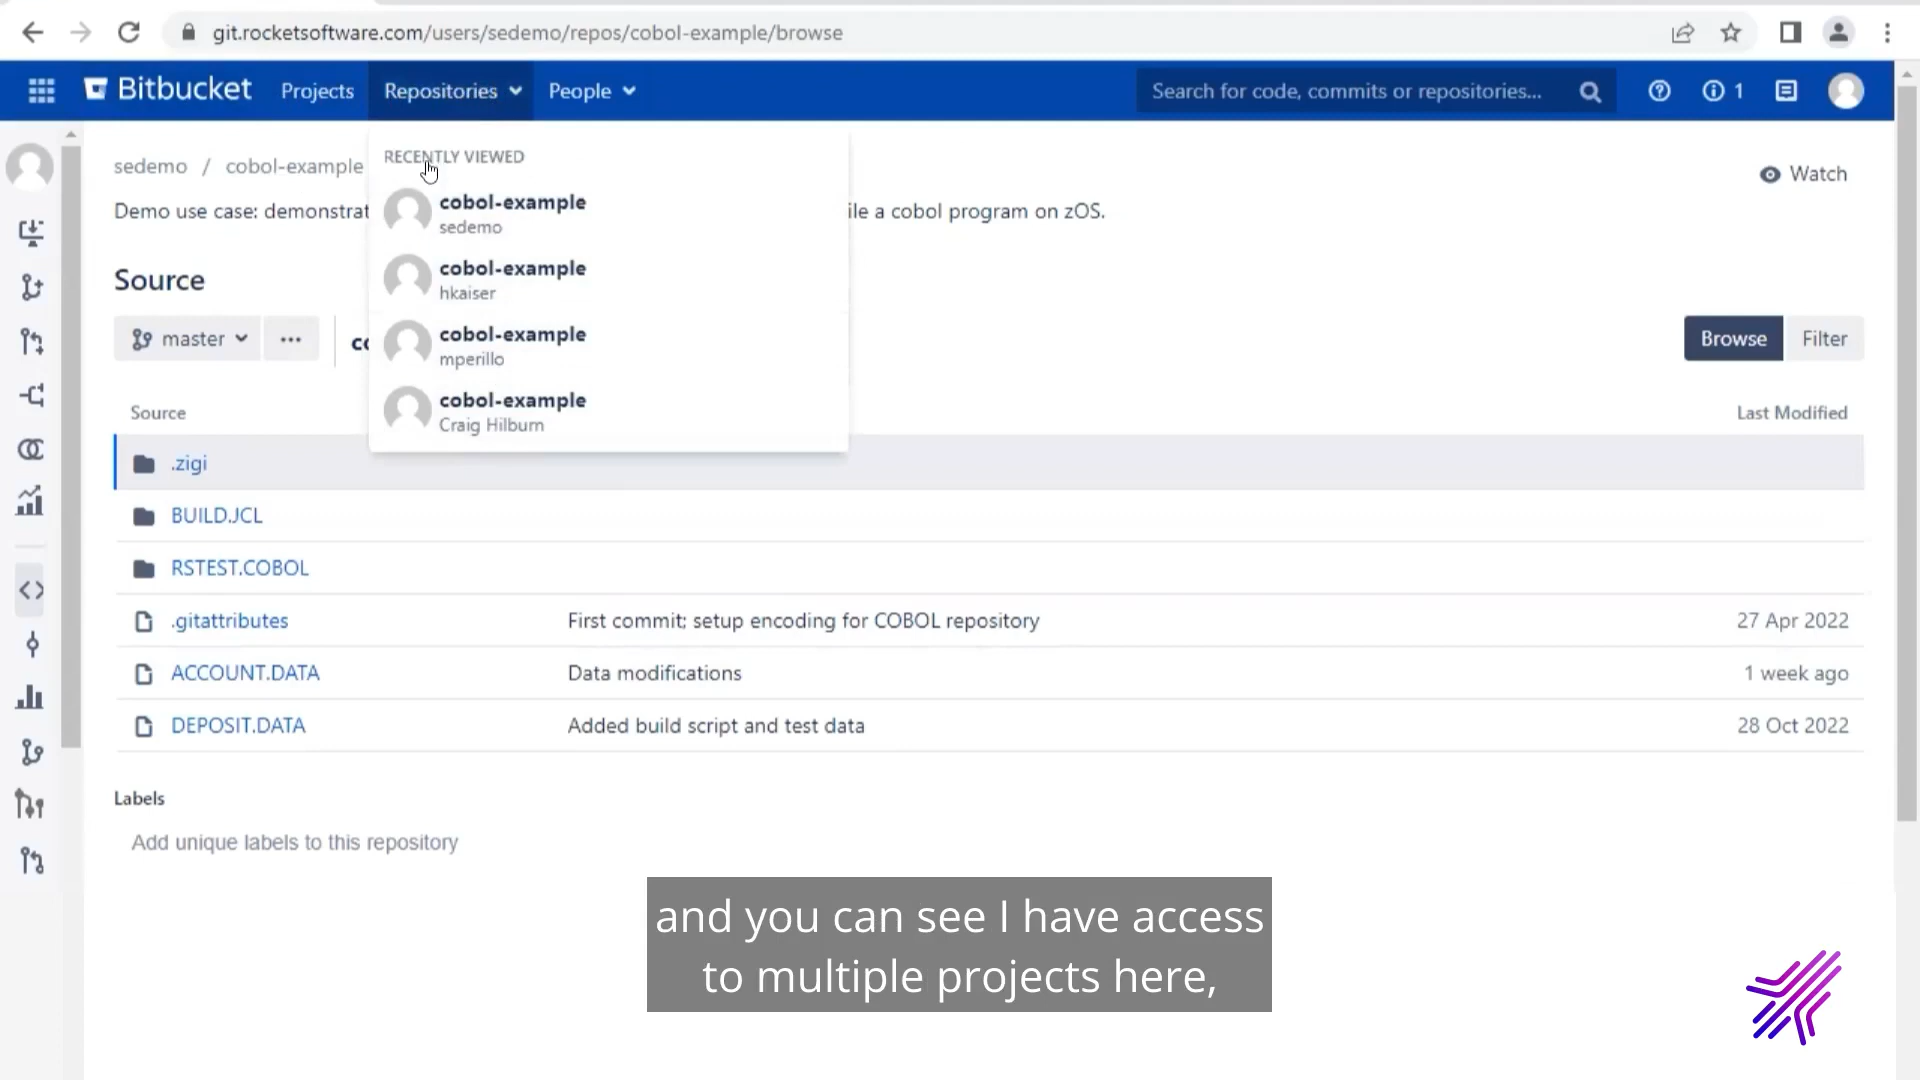 git.rocketsoftware.com/users/sedemo/repos/cobol-example/browse
Bitbucket Projects Repositories People Search for code, commits or repositories... 1
RECENTLY VIEWED
cobol-example
sedemo
cobol-example
hkaiser
cobol-example
mperillo
cobol-example
Craig Hilburn
sedemo / cobol-example Watch
Demo use case: demonstrat ile a cobol program on zOS.
Source
master ... co Browse Filter
Source Last Modified
.zigi
BUILD.JCL
RSTEST.COBOL
.gitattributes First commit; setup encoding for COBOL repository 27 Apr 2022
ACCOUNT.DATA Data modifications 1 week ago
DEPOSIT.DATA Added build script and test data 28 Oct 2022
Labels
Add unique labels to this repository
and you can see I have access
to multiple projects here,